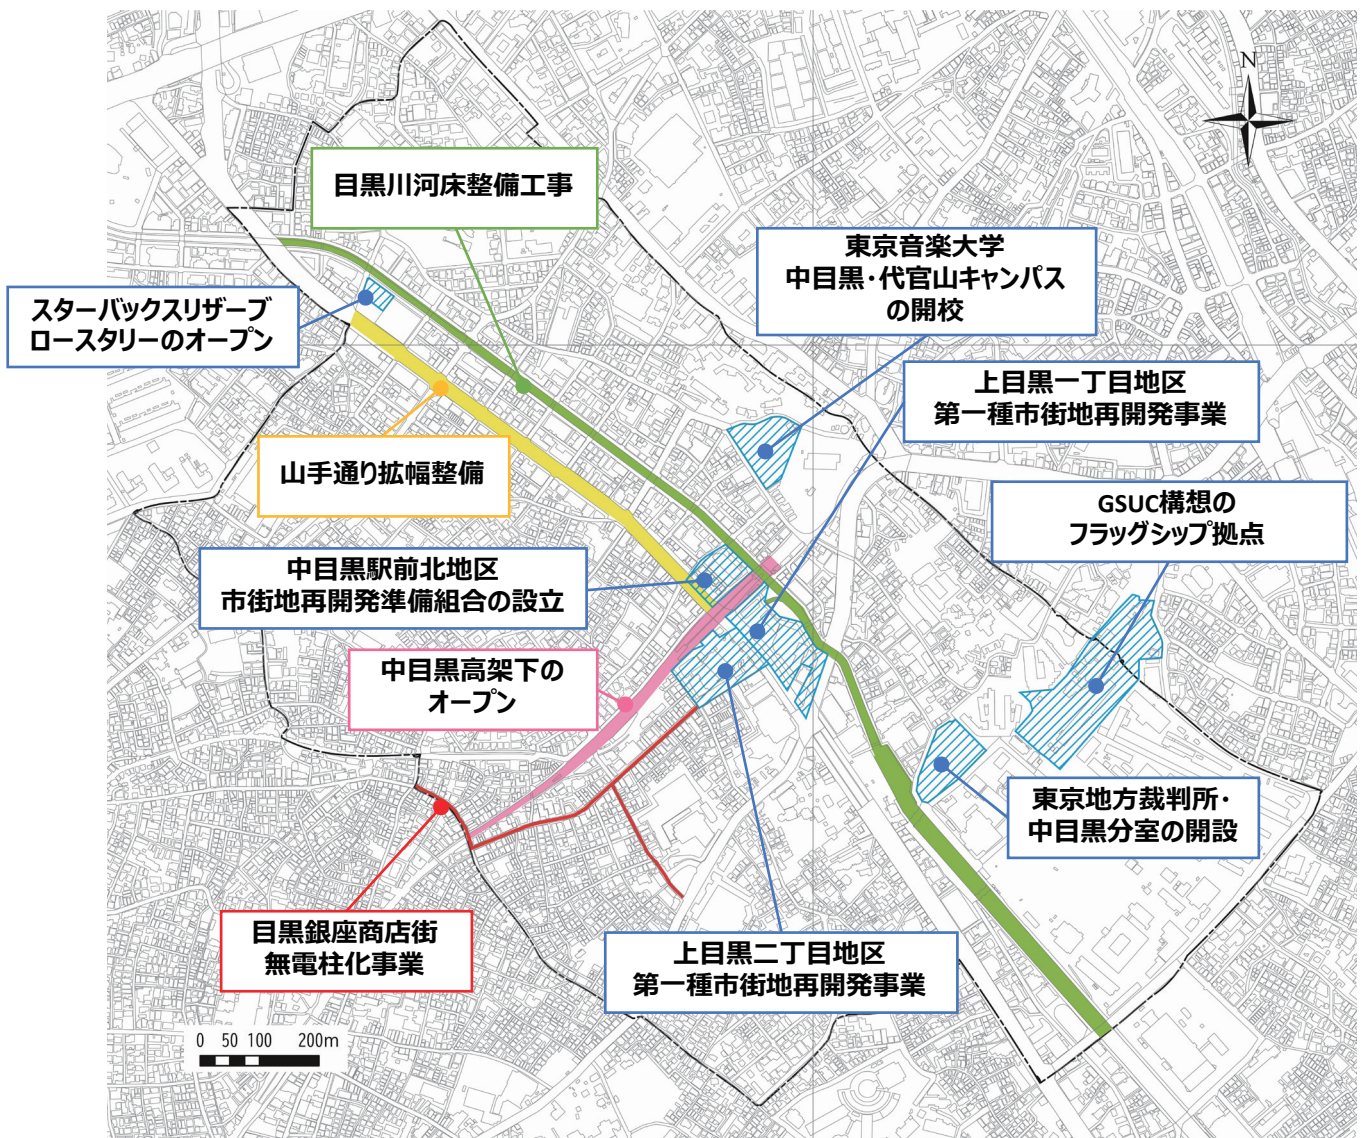 N
目黒川河床整備工事
東京音楽大学
中目黒・代官山キャンパス
の開校
スターバックスリザーブ
ロースタリーのオープン
上目黒一丁目地区
第一種市街地再開発事業
山手通り拡幅整備
GSUC構想の
フラッグシップ拠点
中目黒駅前北地区
市街地再開発準備組合の設立
中目黒高架下の
オープン
東京地方裁判所・
中目黒分室の開設
目黒銀座商店街
無電柱化事業
上目黒二丁目地区
第一種市街地再開発事業
0 50 100 200m